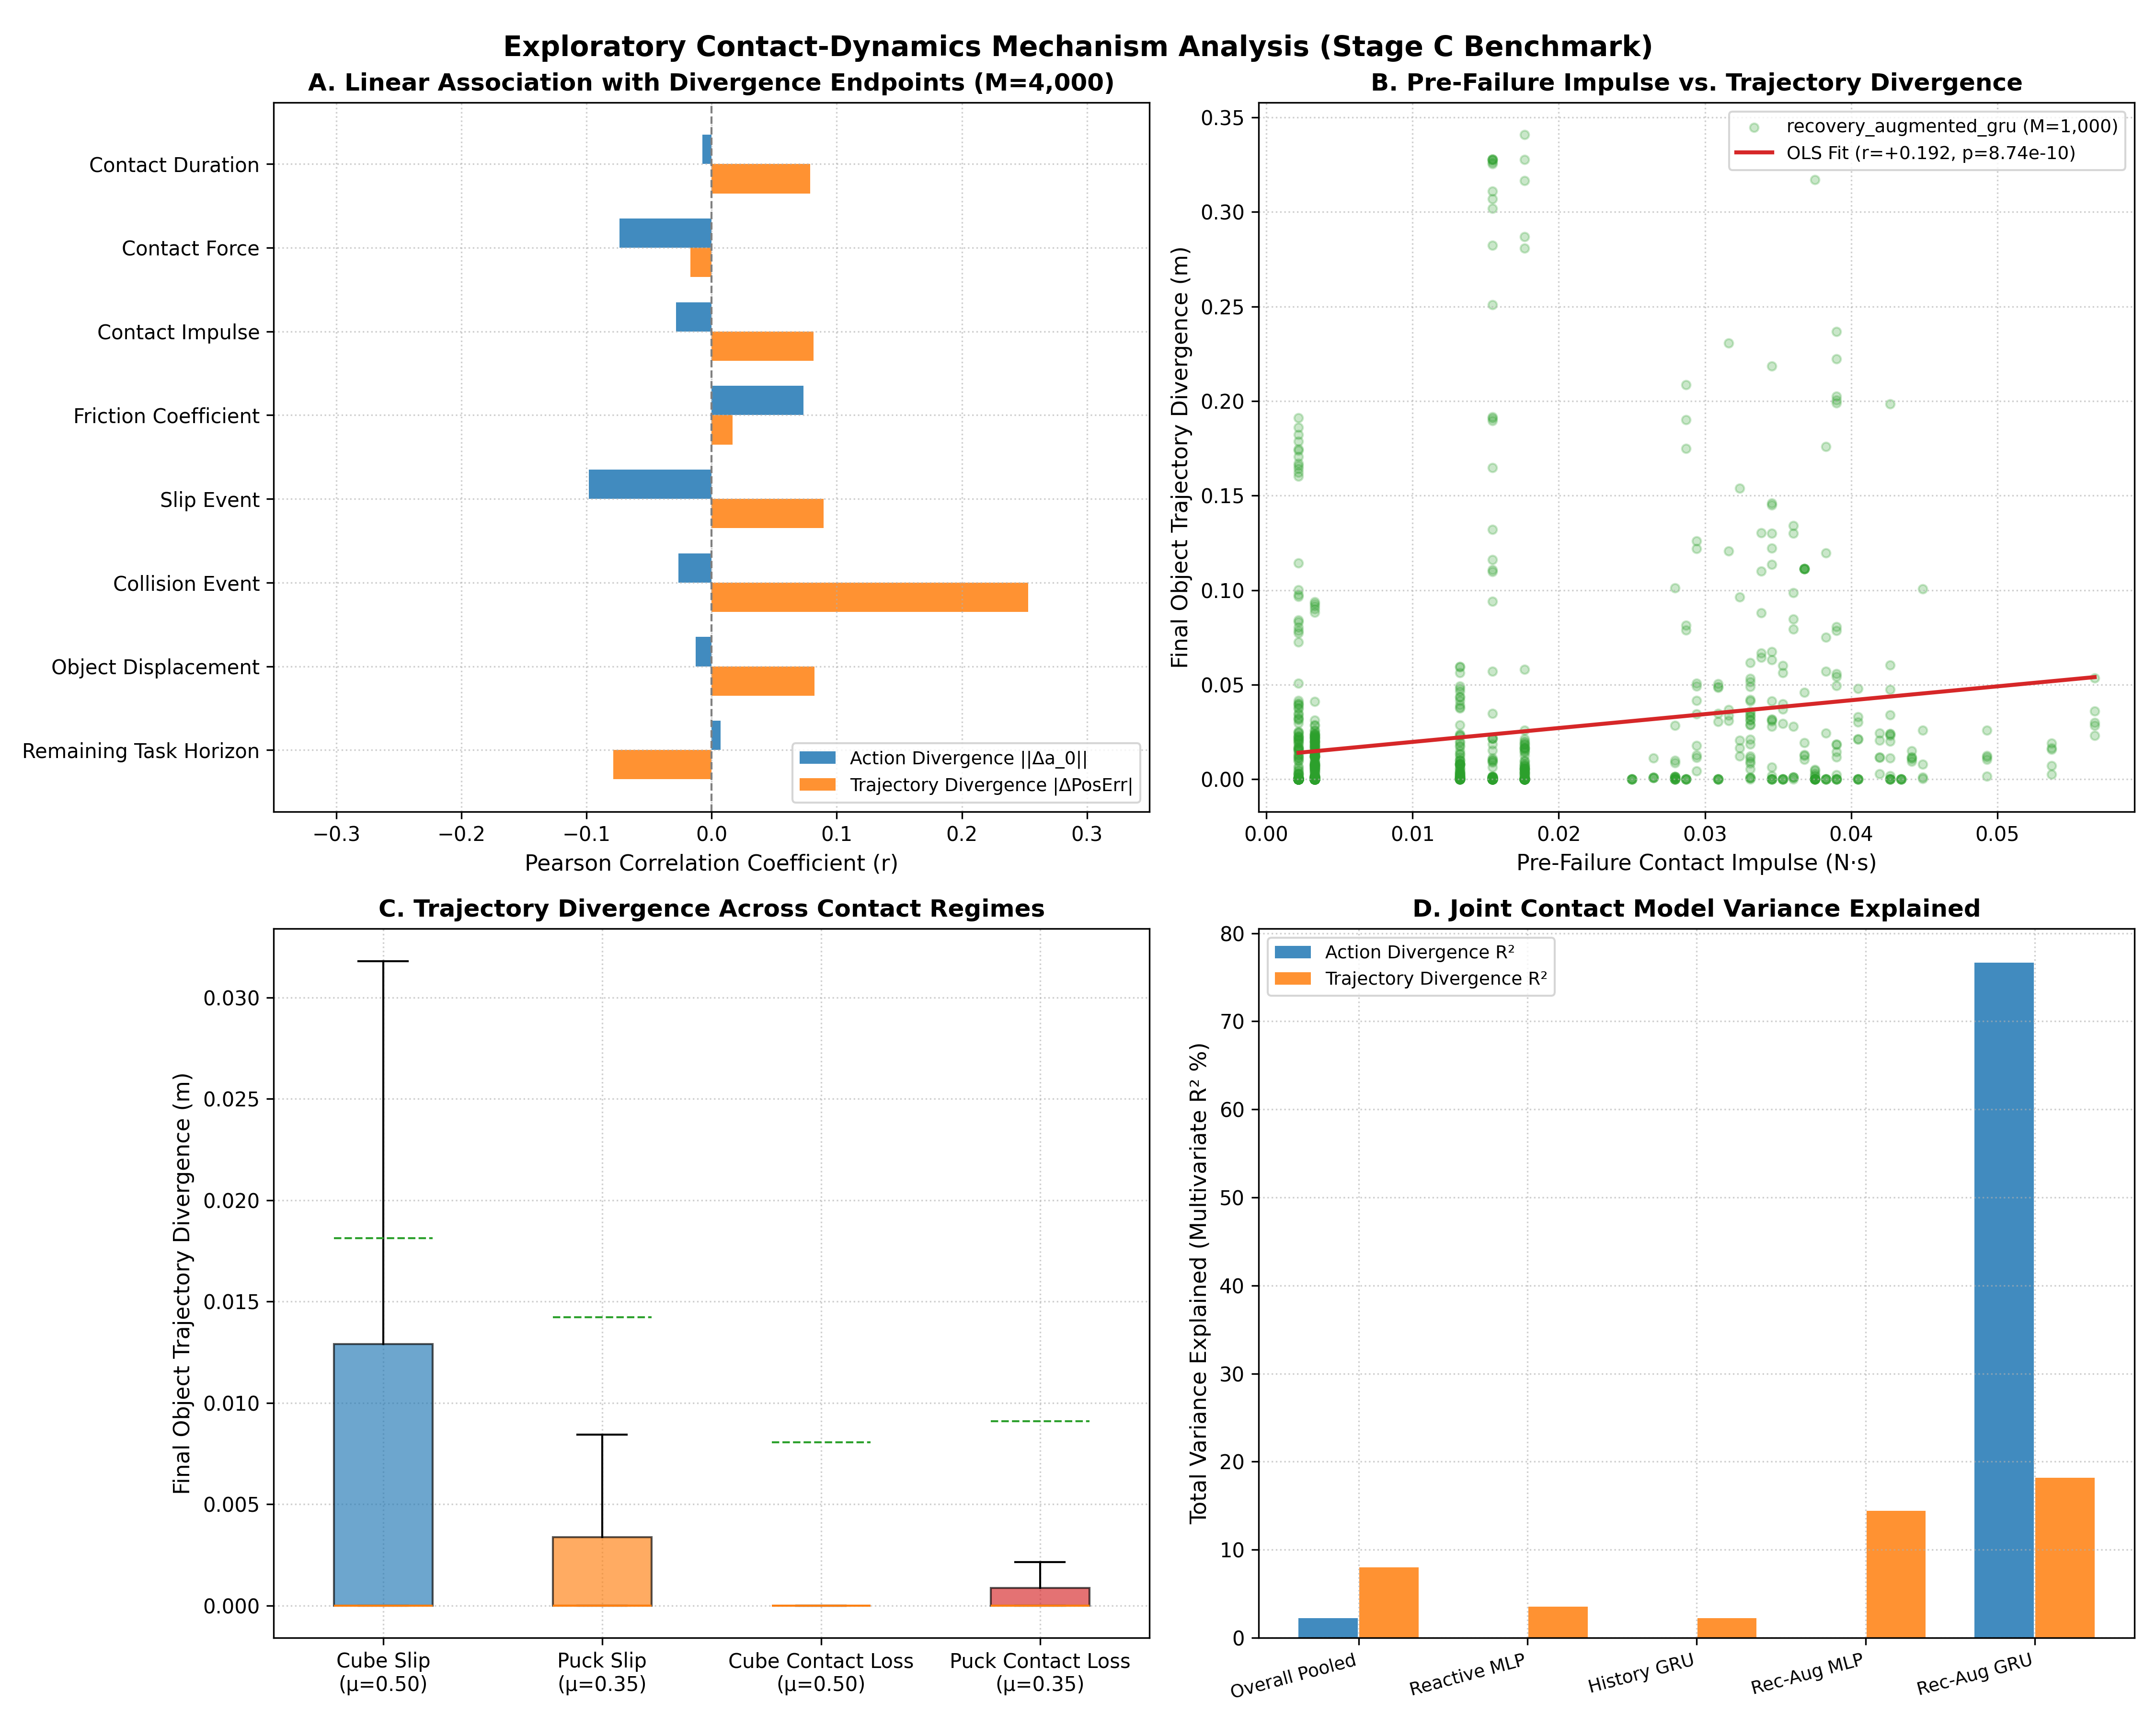 Exploratory Contact-Dynamics Mechanism Analysis (Stage C Benchmark)
A. Linear Association with Divergence Endpoints (M=4,000)
Contact Duration
Contact Force
Contact Impulse
Friction Coefficient
Slip Event
Collision Event
Object Displacement
Remaining Task Horizon
Action Divergence ||Δa_0||
Trajectory Divergence |ΔPosErr|
−0.3 −0.2 −0.1 0.0 0.1 0.2 0.3
Pearson Correlation Coefficient (r)
B. Pre-Failure Impulse vs. Trajectory Divergence
recovery_augmented_gru (M=1,000)
OLS Fit (r=+0.192, p=8.74e-10)
Final Object Trajectory Divergence (m)
0.35
0.30
0.25
0.20
0.15
0.10
0.05
0.00
0.00 0.01 0.02 0.03 0.04 0.05
Pre-Failure Contact Impulse (N·s)
C. Trajectory Divergence Across Contact Regimes
Final Object Trajectory Divergence (m)
0.030
0.025
0.020
0.015
0.010
0.005
0.000
Cube Slip
(μ=0.50)
Puck Slip
(μ=0.35)
Cube Contact Loss
(μ=0.50)
Puck Contact Loss
(μ=0.35)
D. Joint Contact Model Variance Explained
Action Divergence R²
Trajectory Divergence R²
Total Variance Explained (Multivariate R² %)
80
70
60
50
40
30
20
10
0
Overall Pooled
Reactive MLP
History GRU
Rec-Aug MLP
Rec-Aug GRU